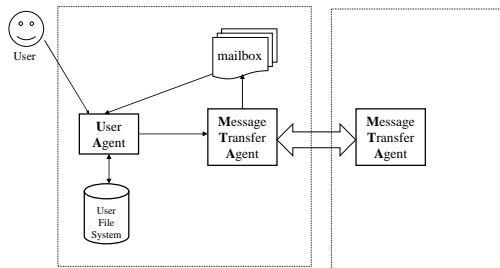 User
mailbox
User
Agent
Message
Transfer
Agent
Message
Transfer
Agent
User
File
System